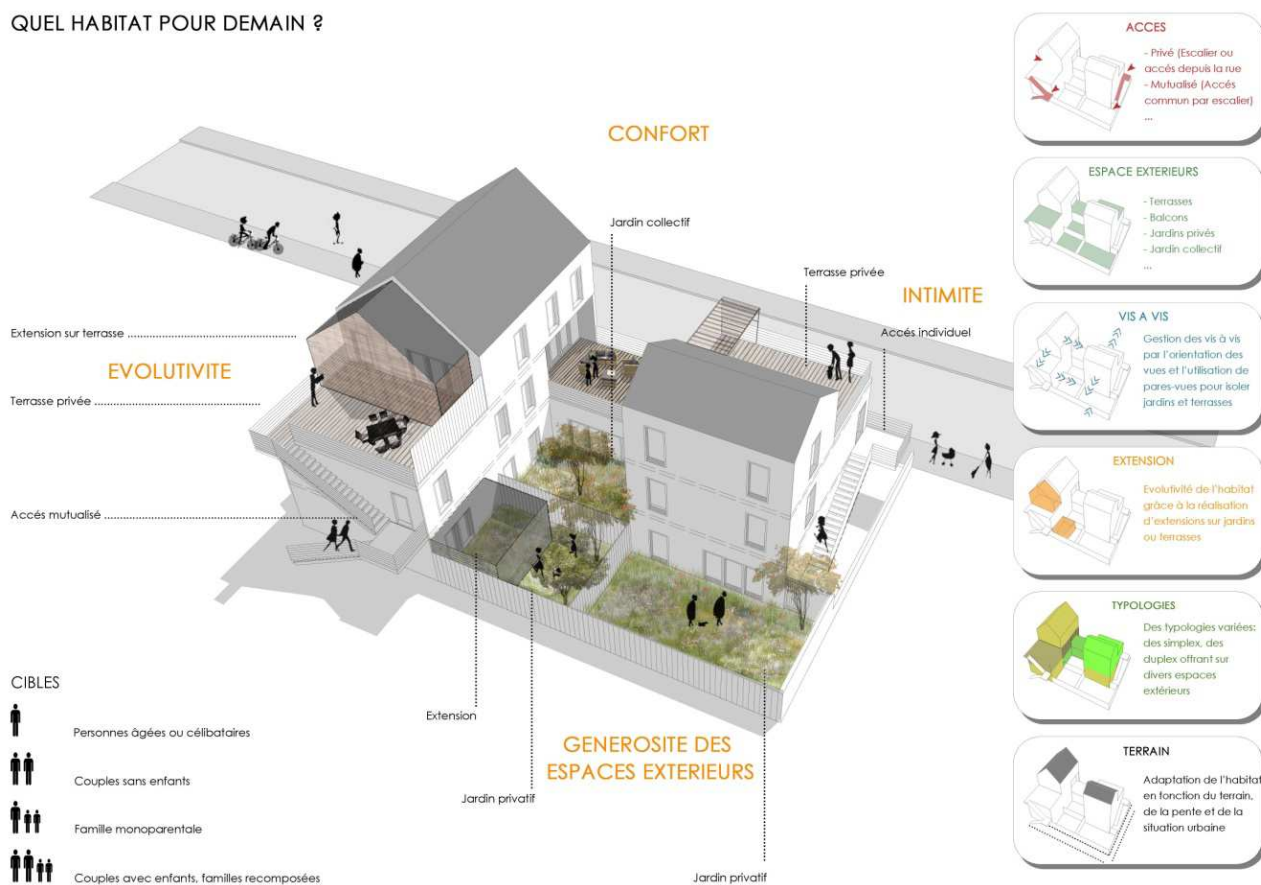 QUEL HABITAT POUR DEMAIN ?
CONFORT
Jardin collectif
Terrasse privée
INTIMITE
Accés individuel
Extension sur terrasse
EVOLUTIVITE
Terrasse privée
Accés mutualisé
Extension
GENEROSITE DES
ESPACES EXTERIEURS
Jardin privatif
Jardin privatif
CIBLES
Personnes âgées ou célibataires
Couples sans enfants
Famille monoparentale
Couples avec enfants, familles recomposées
ACCES
- Privé (Escalier ou
accés depuis la rue
- Mutualisé (Accés
commun par escalier)
...
ESPACE EXTERIEURS
- Terrasses
- Balcons
- Jardins privés
- Jardin collectif
...
VIS A VIS
Gestion des vis à vis
par l'orientation des
vues et l'utilisation de
pares-vues pour isoler
jardins et terrasses
EXTENSION
Evolutivité de l'habitat
grâce à la réalisation
d'extensions sur jardins
ou terrasses
TYPOLOGIES
Des typologies variées:
des simplex, des
duplex offrant sur
divers espaces
extérieurs
TERRAIN
Adaptation de l'habitat
en fonction du terrain,
de la pente et de la
situation urbaine